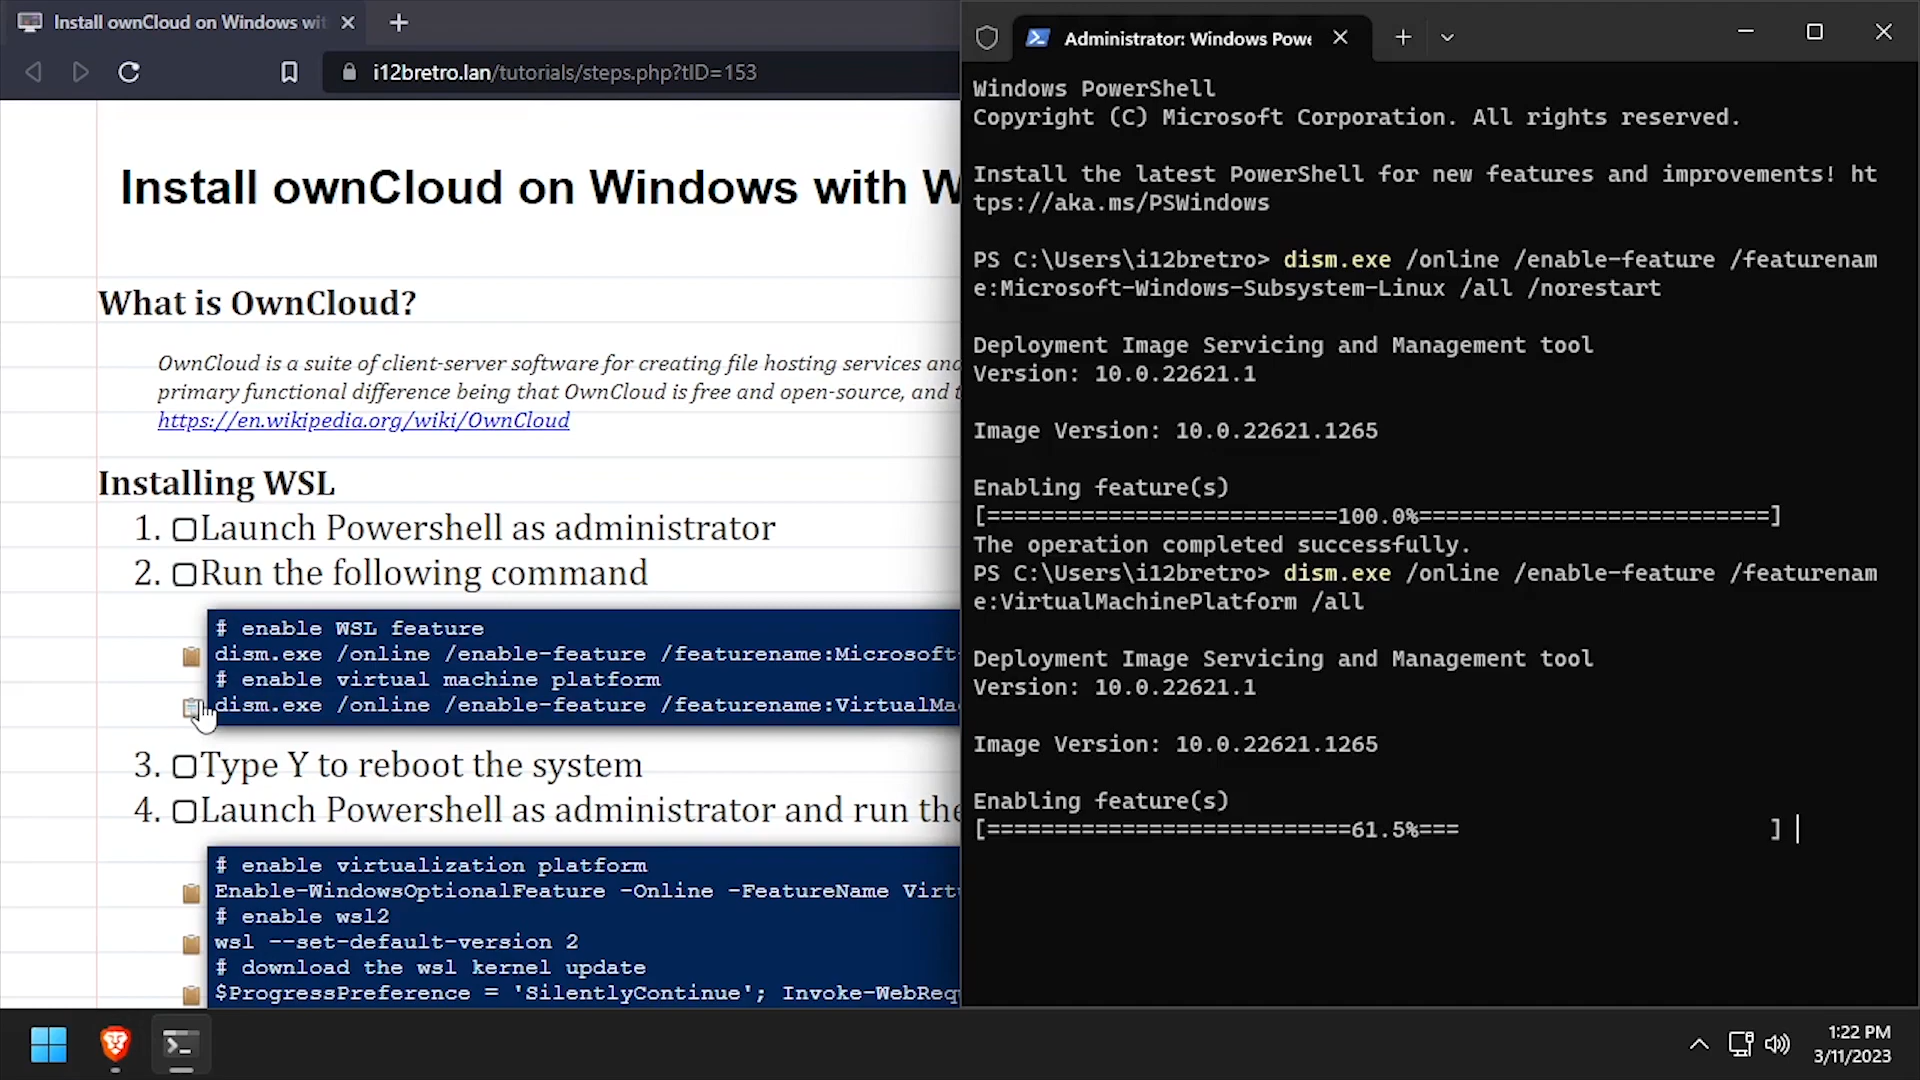 Install ownCloud on Windows wit
i12bretro.lan/tutorials/steps.php?tID=153
Install ownCloud on Windows with W
What is OwnCloud?
OwnCloud is a suite of client-server software for creating file hosting services and
primary functional difference being that OwnCloud is free and open-source, and t
https://en.wikipedia.org/wiki/OwnCloud
Installing WSL
1. Launch Powershell as administrator
2. Run the following command
# enable WSL feature
dism.exe /online /enable-feature /featurename:Microsoft-
# enable virtual machine platform
dism.exe /online /enable-feature /featurename:VirtualMa
3. Type Y to reboot the system
4. Launch Powershell as administrator and run the
# enable virtualization platform
Enable-WindowsOptionalFeature -Online -FeatureName Virtu
# enable wsl2
wsl --set-default-version 2
# download the wsl kernel update
$ProgressPreference = 'SilentlyContinue'; Invoke-WebReq
Administrator: Windows Powe
Windows PowerShell
Copyright (C) Microsoft Corporation. All rights reserved.
Install the latest PowerShell for new features and improvements! ht
tps://aka.ms/PSWindows
PS C:\Users\i12bretro> dism.exe /online /enable-feature /featurenam
e:Microsoft-Windows-Subsystem-Linux /all /norestart
Deployment Image Servicing and Management tool
Version: 10.0.22621.1
Image Version: 10.0.22621.1265
Enabling feature(s)
[==========================100.0%==========================]
The operation completed successfully.
PS C:\Users\i12bretro> dism.exe /online /enable-feature /featurenam
e:VirtualMachinePlatform /all
Deployment Image Servicing and Management tool
Version: 10.0.22621.1
Image Version: 10.0.22621.1265
Enabling feature(s)
[===========================61.5%===                       ]
1:22 PM
3/11/2023